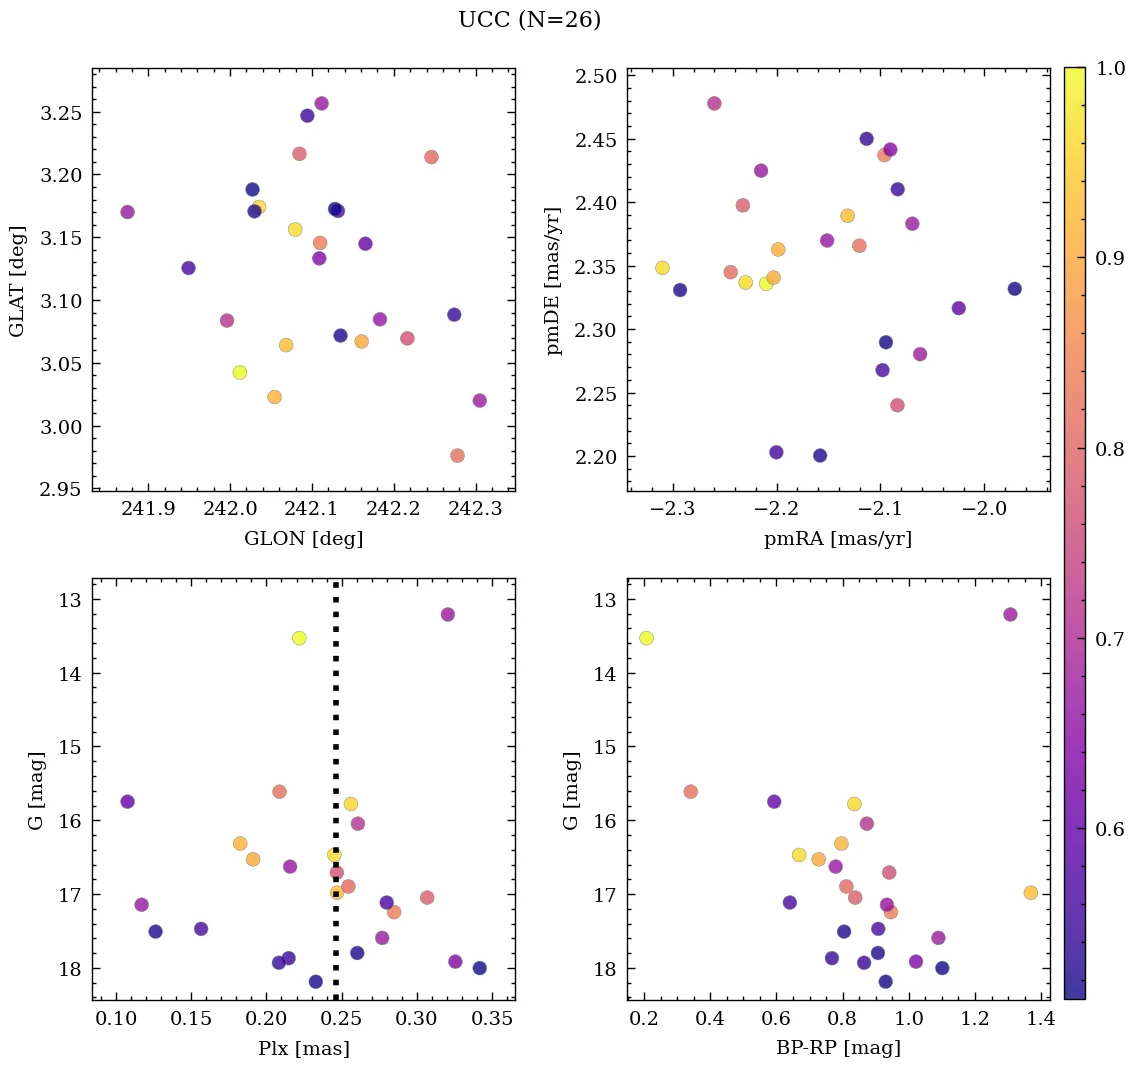 UCC (N=26)
3.25
3.20
3.15
3.10
3.05
3.00
2.95
GLAT [deg]
241.9 242.0 242.1 242.2 242.3
GLON [deg]
2.50
2.45
2.40
2.35
2.30
2.25
2.20
pmDE [mas/yr]
−2.3 −2.2 −2.1 −2.0
pmRA [mas/yr]
13
14
15
16
17
18
G [mag]
0.10 0.15 0.20 0.25 0.30 0.35
Plx [mas]
13
14
15
16
17
18
G [mag]
0.2 0.4 0.6 0.8 1.0 1.2 1.4
BP-RP [mag]
1.0
0.9
0.8
0.7
0.6